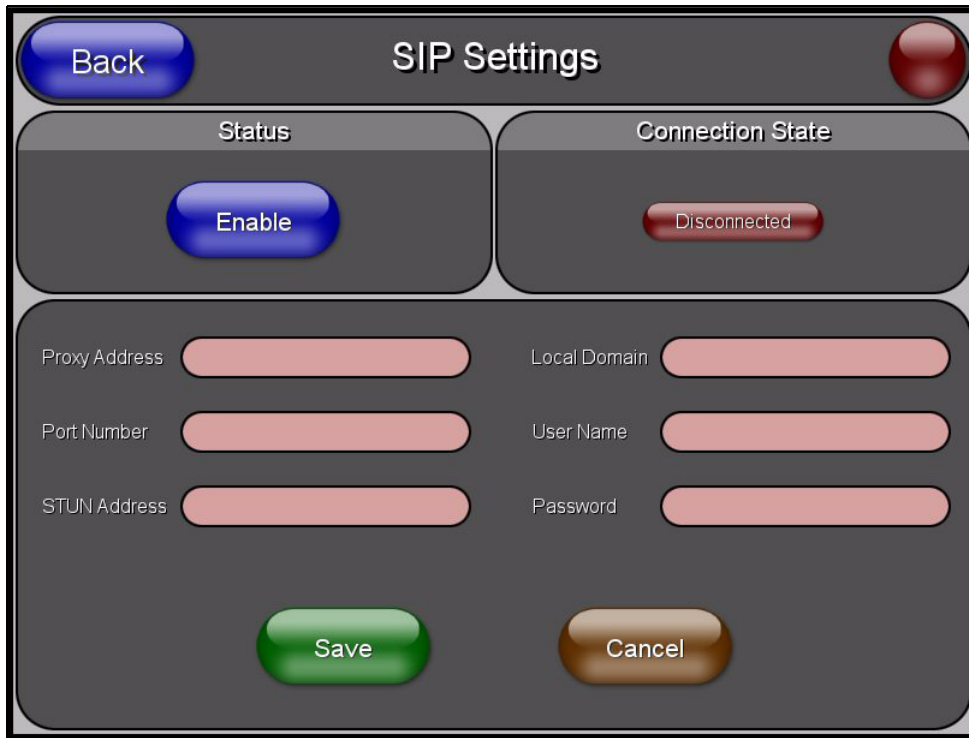 Back
SIP Settings
Status
Connection State
Enable
Disconnected
Proxy Address
Local Domain
Port Number
User Name
STUN Address
Password
Save
Cancel